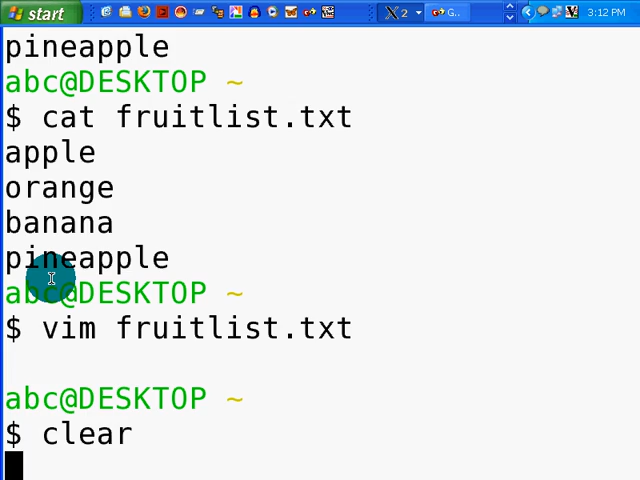 start
2
G..
3:12 PM
pineapple
abc@DESKTOP ~
$ cat fruitlist.txt
apple
orange
banana
pineapple
abc@DESKTOP ~
$ vim fruitlist.txt
abc@DESKTOP ~
$ clear